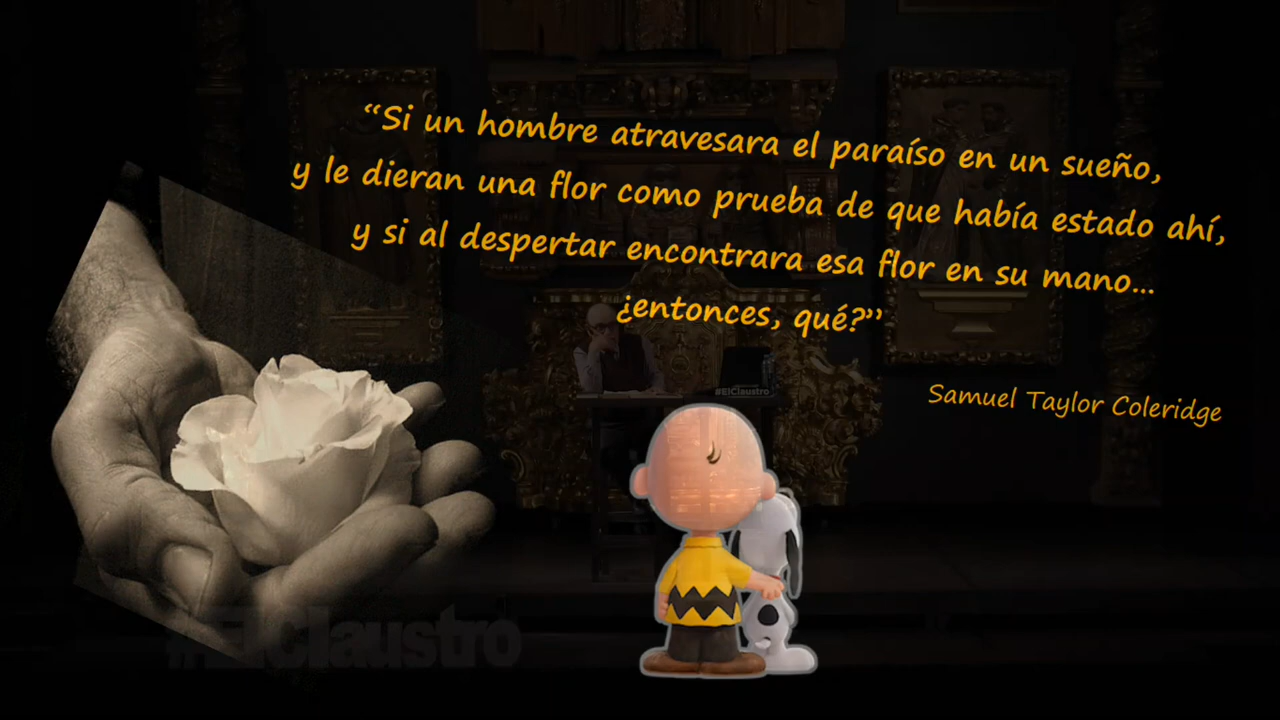 “Si un hombre atravesara el paraíso en un sueño,
y le dieran una flor como prueba de que había estado ahí,
y si al despertar encontrara esa flor en su mano...
¿entonces, qué?”
#ElClaustro
Samuel Taylor Coleridge
#ElClaustro